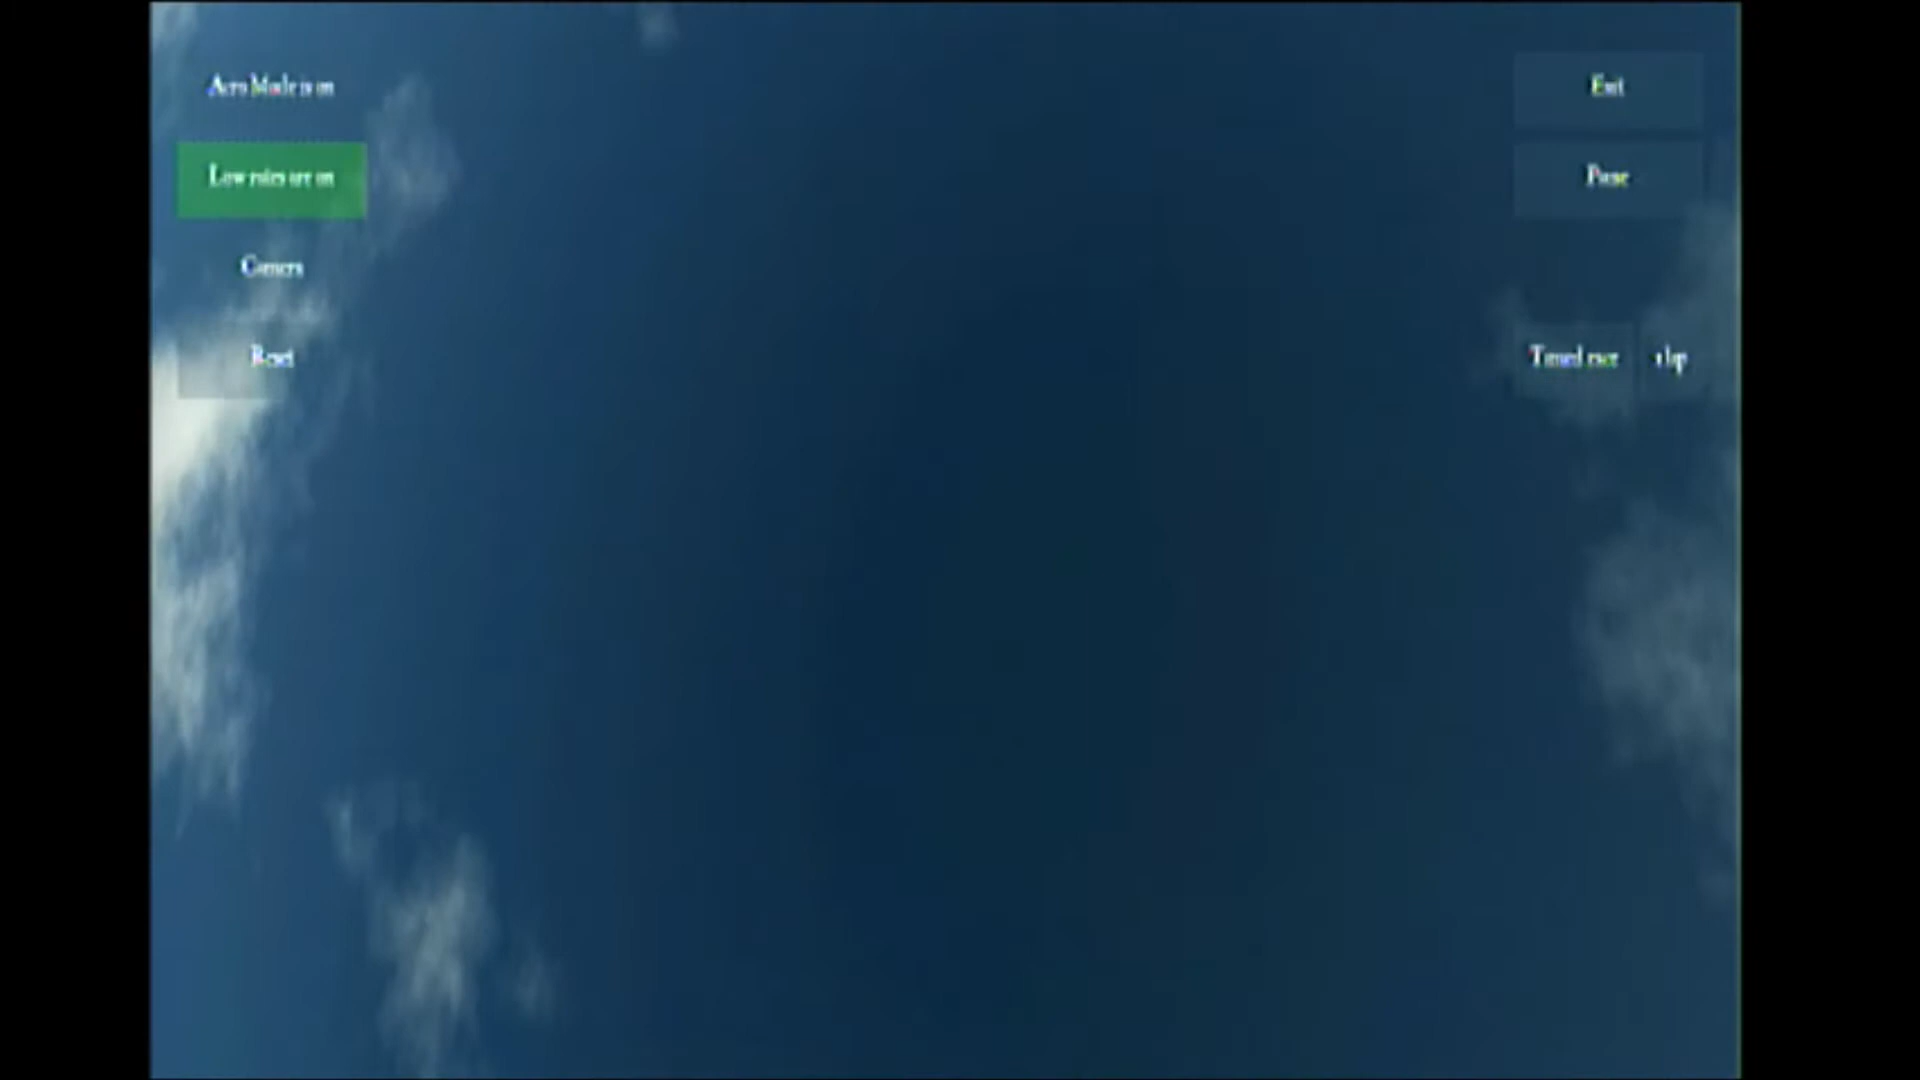 Acro Mode is on
Low rates are on
Camera
Reset
Exit
Pause
Timed race
1 lap